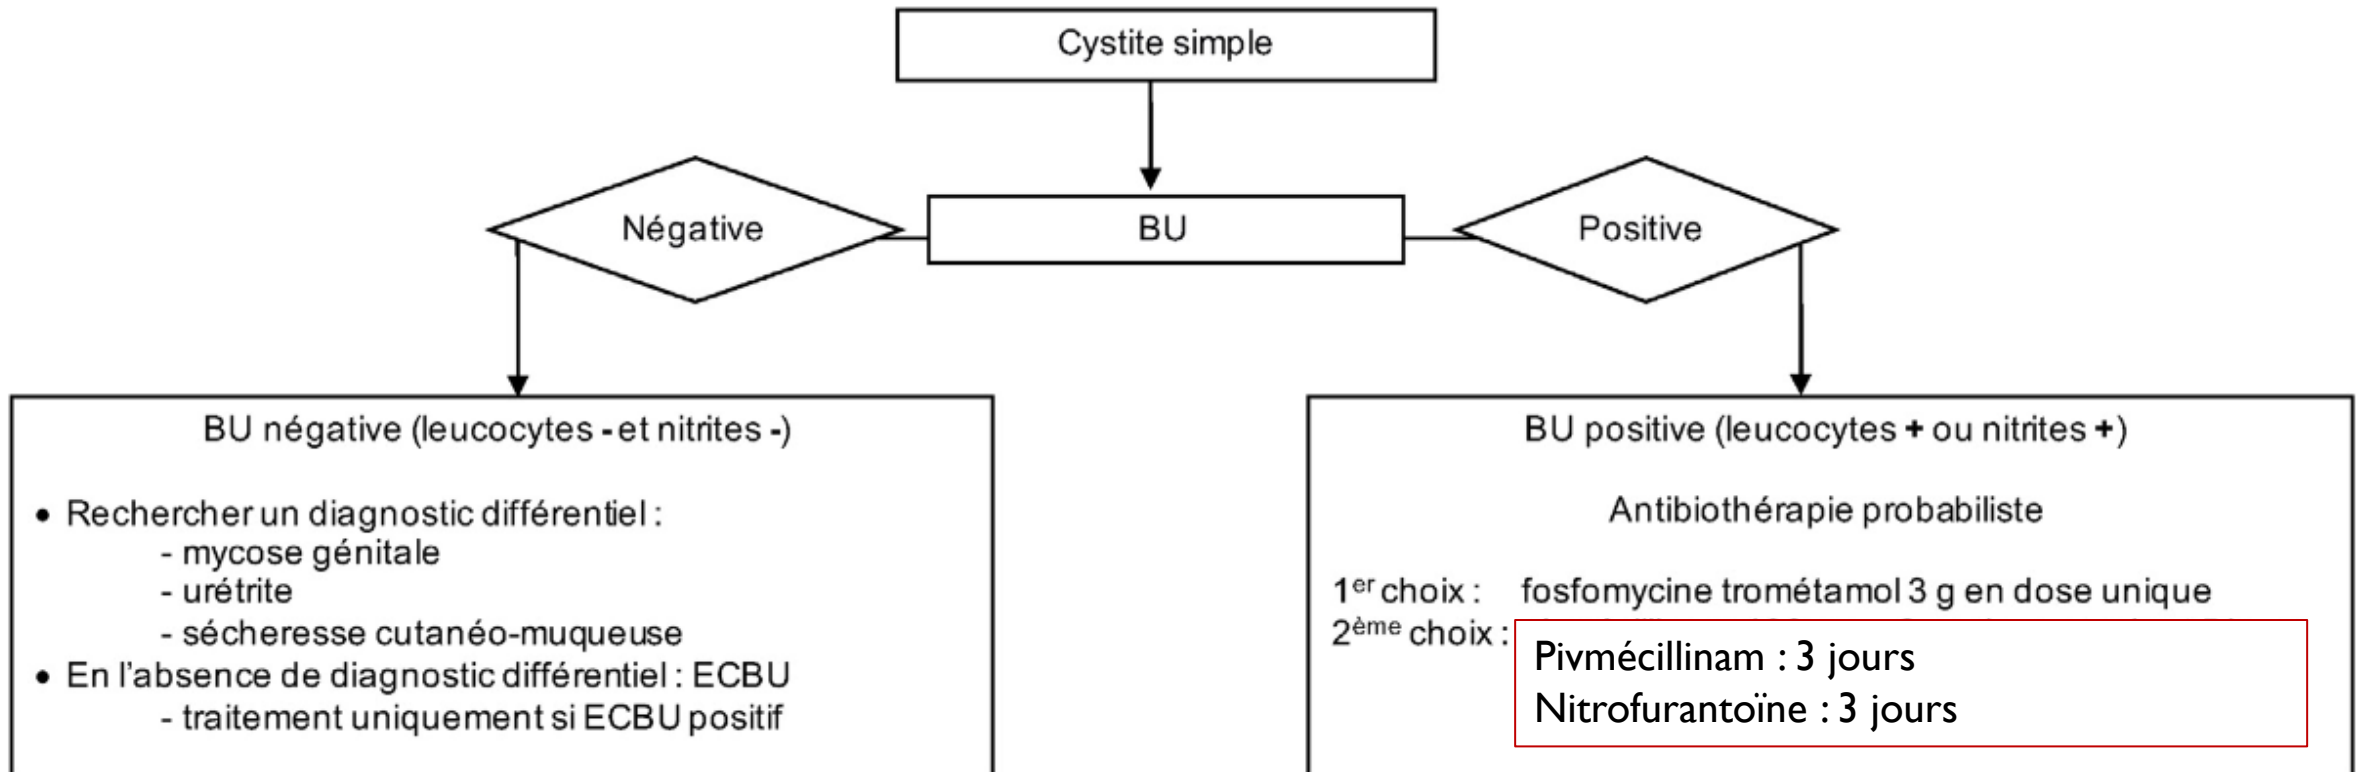 Cystite simple
Négative
BU
Positive
BU négative (leucocytes - et nitrites -)
• Rechercher un diagnostic différentiel :
- mycose génitale
- urétrite
- sécheresse cutanéo-muqueuse
• En l'absence de diagnostic différentiel : ECBU
- traitement uniquement si ECBU positif
BU positive (leucocytes + ou nitrites +)
Antibiothérapie probabiliste
1er choix : fosfomycine trométamol 3 g en dose unique
2ème choix :
Pivmécillinam : 3 jours
Nitrofurantoïne : 3 jours